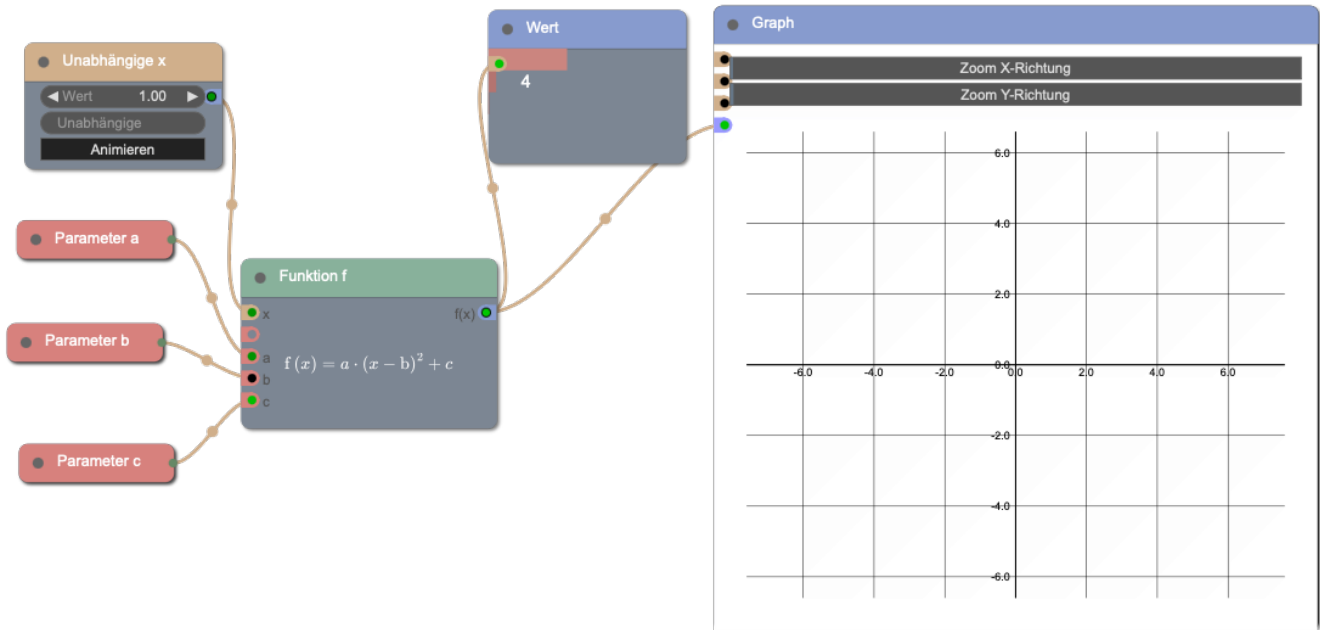 Unabhängige x
Wert 1.00
Unabhängige
Animieren
Parameter a
Parameter b
Parameter c
Funktion f
x
f(x)
a
b
c
f (x) = a · (x − b)² + c
Wert
4
Graph
Zoom X-Richtung
Zoom Y-Richtung
6.0
4.0
2.0
0.0
-6.0 -4.0 -2.0 0.0 2.0 4.0 6.0
-2.0
-4.0
-6.0